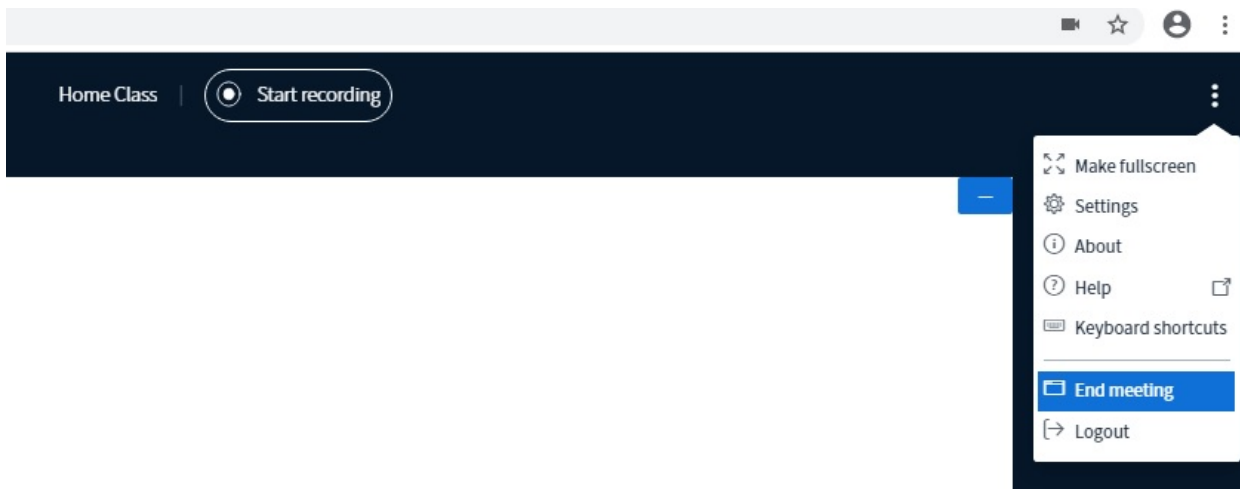 Home Class | Start recording
Make fullscreen
Settings
About
Help
Keyboard shortcuts
End meeting
Logout